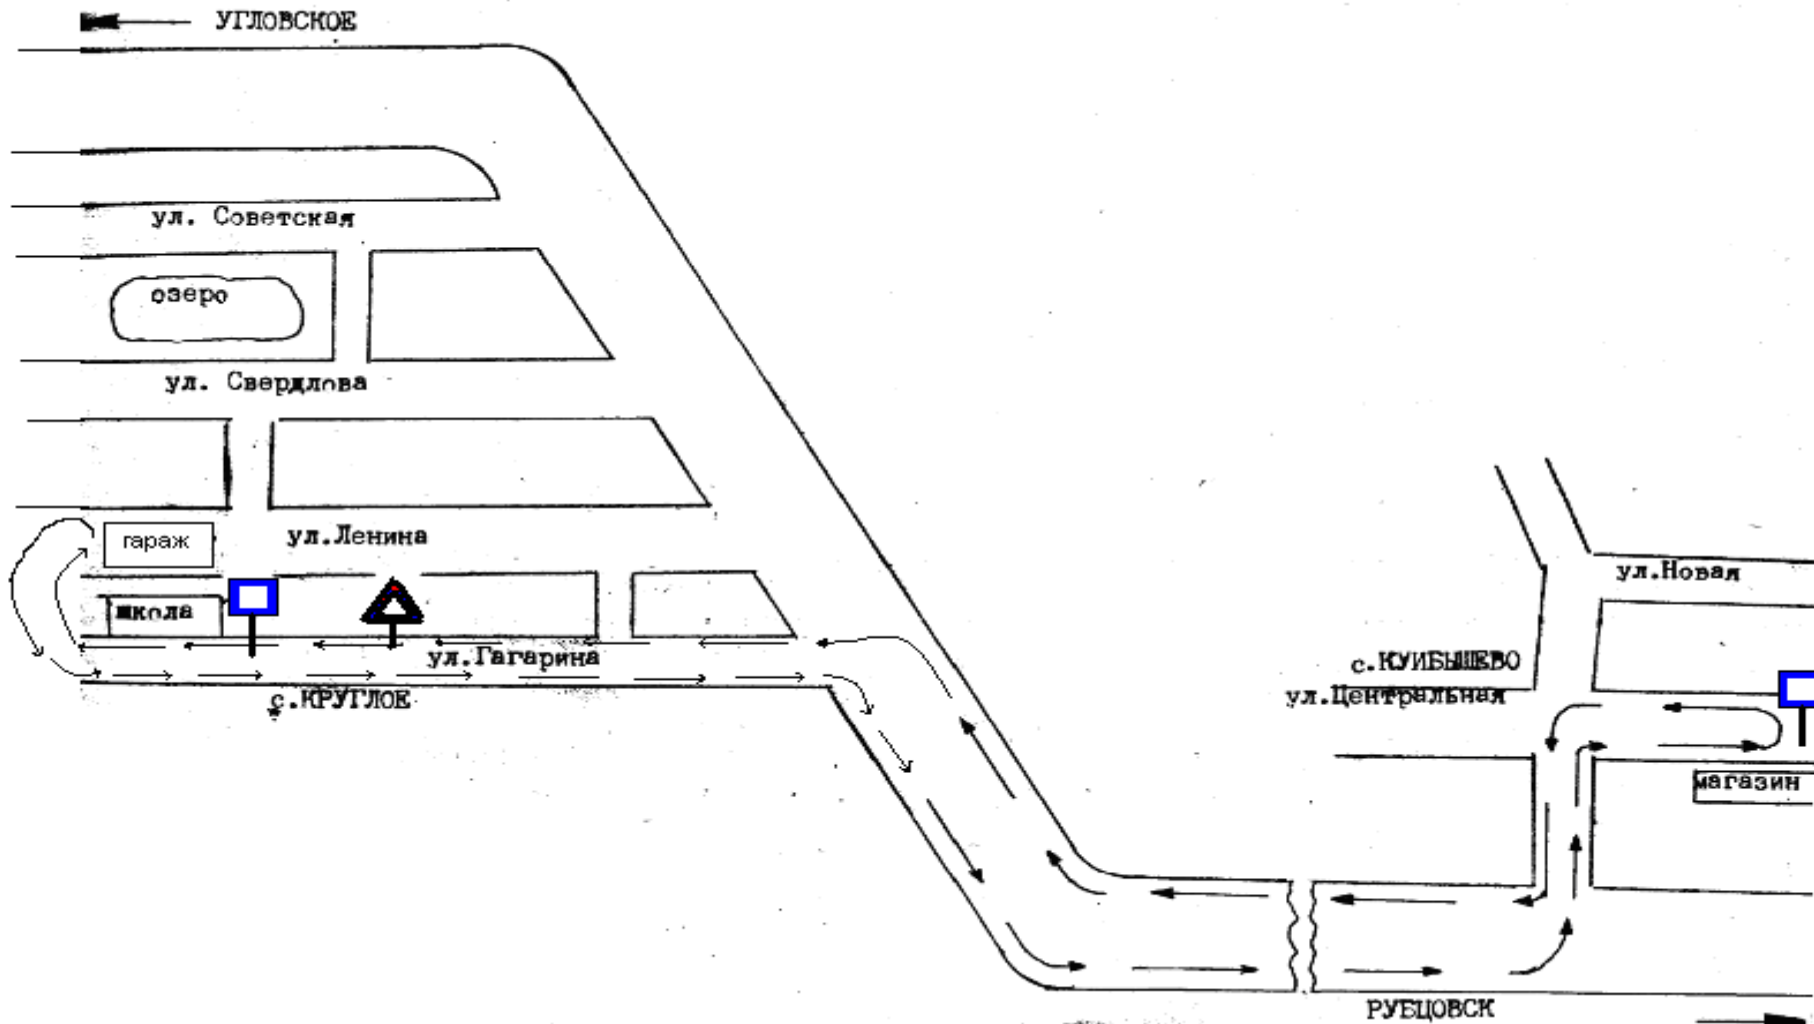 УГЛОВСКОЕ
ул. Советская
озеро
ул. Свердлова
гараж
ул.Ленина
школа
ул.Гагарина
с.КРУГЛОЕ
ул.Новая
с.КУИБЫШЕВО
ул.Центральная
магазин
РУБЦОВСК